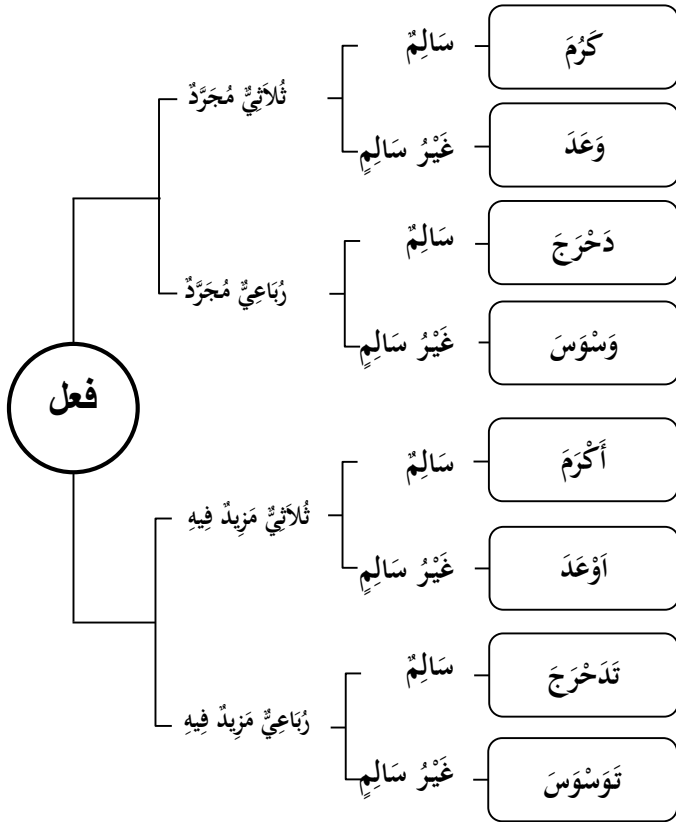 فعل
ثُلاَثِيٌّ مُجَرَّدٌ
سَالِمٌ
كَرُمَ
غَيْرُ سَالِمٍ
وَعَدَ
رُبَاعِيٌّ مُجَرَّدٌ
سَالِمٌ
دَحْرَجَ
غَيْرُ سَالِمٍ
وَسْوَسَ
ثُلاَثِيٌّ مَزِيدٌ فِيهِ
سَالِمٌ
أَكْرَمَ
غَيْرُ سَالِمٍ
اَوْعَدَ
رُبَاعِيٌّ مَزِيدٌ فِيهِ
سَالِمٌ
تَدَحْرَجَ
غَيْرُ سَالِمٍ
تَوَسْوَسَ